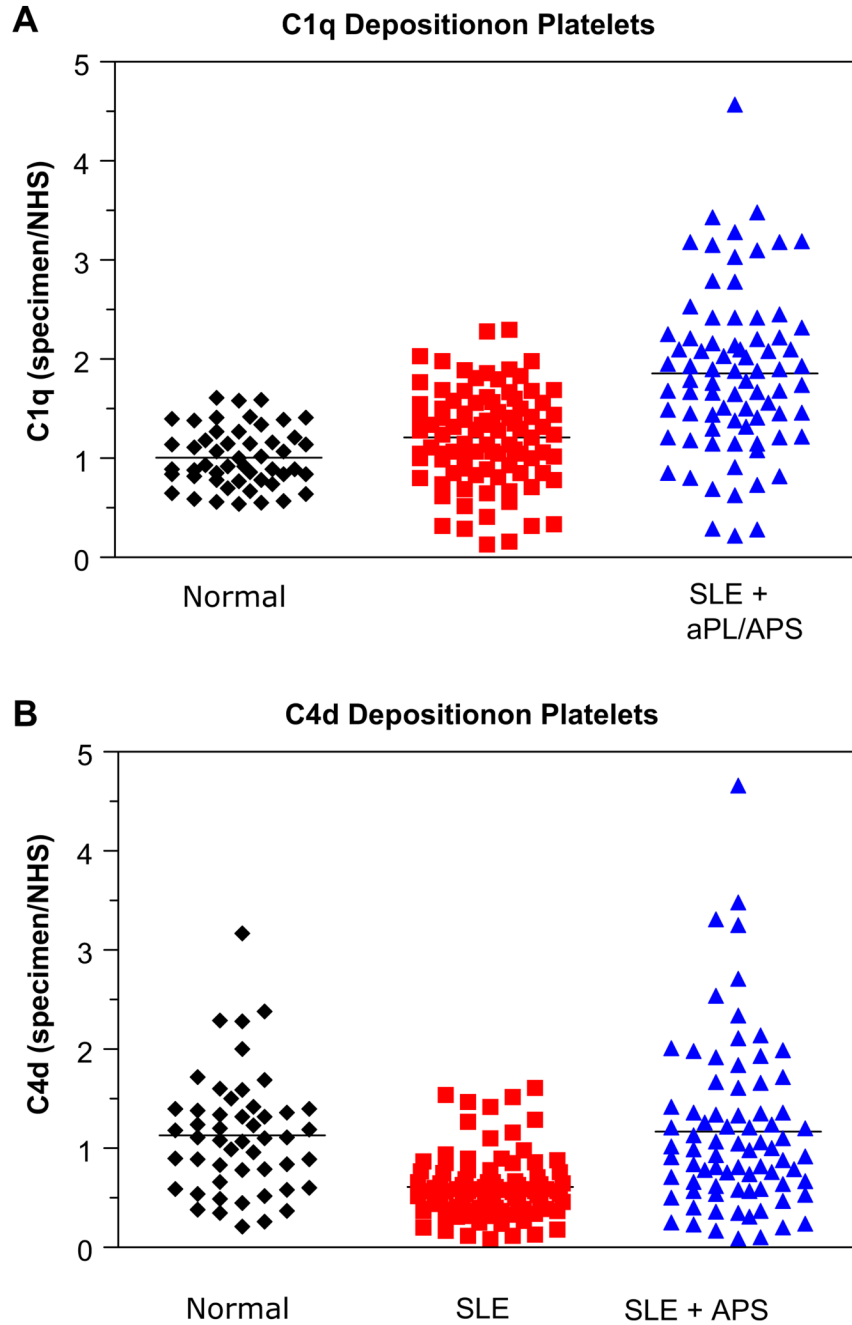 A
C1q Depositionon Platelets
C1q (specimen/NHS)
5
4
3
2
1
0
Normal
SLE +
aPL/APS
B
C4d Depositionon Platelets
C4d (specimen/NHS)
5
4
3
2
1
0
Normal
SLE
SLE + APS